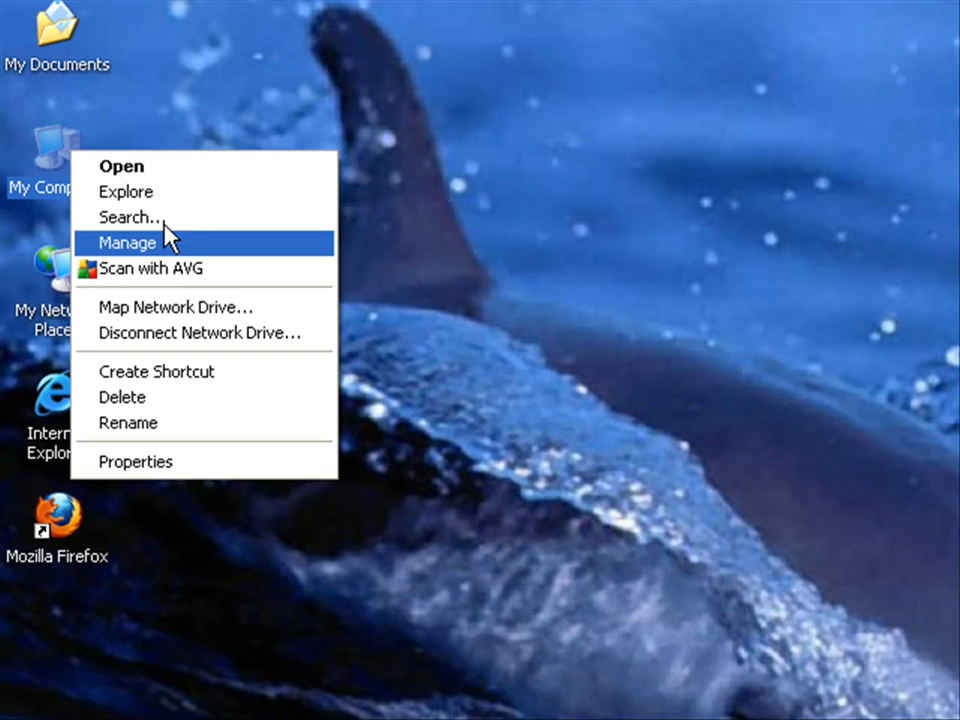 My Documents
My Comp
Open
Explore
Search...
Manage
Scan with AVG
Map Network Drive...
Disconnect Network Drive...
Create Shortcut
Delete
Rename
Properties
My Net
Place
Intern
Explor
Mozilla Firefox